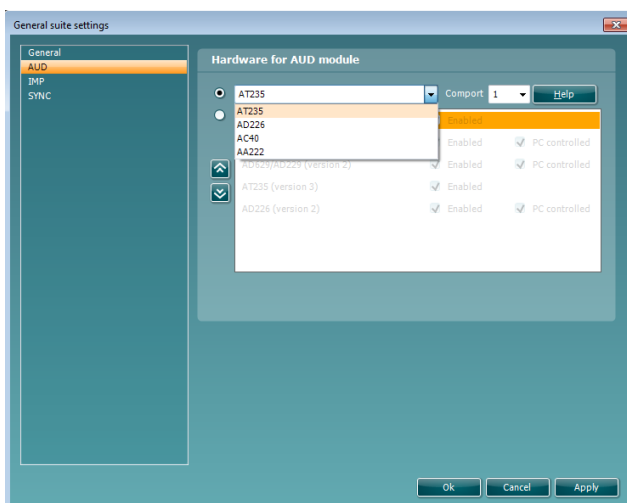 General suite settings
General
AUD
IMP
SYNC
Hardware for AUD module
AT235 Comport 1 Help
AT235
AD226
AC40
AA222
Enabled
Enabled PC controlled
AD629/AD229 (version 2) Enabled PC controlled
AT235 (version 3) Enabled
AD226 (version 2) Enabled PC controlled
Ok Cancel Apply